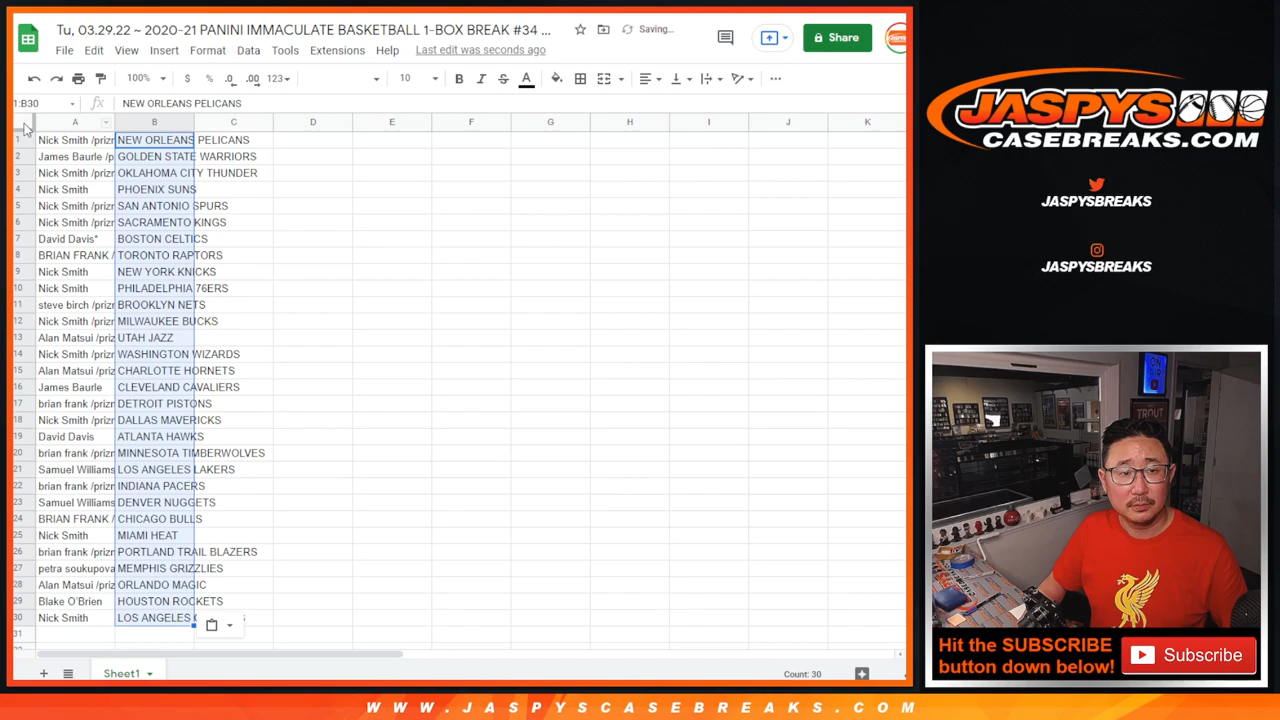 Tu, 03.29.22 ~ 2020-21 PANINI IMMACULATE BASKETBALL 1-BOX BREAK #34 ...
Saving...
File Edit View Insert Format Data Tools Extensions Help Last edit was seconds ago
Share
100% $ % .0 .00 123 10 B I S A
1:B30 fx NEW ORLEANS PELICANS
A B C D E F G H I J K
1 Nick Smith /prizr NEW ORLEANS PELICANS
2 James Baurle /p GOLDEN STATE WARRIORS
3 Nick Smith /prizr OKLAHOMA CITY THUNDER
4 Nick Smith PHOENIX SUNS
5 Nick Smith /prizr SAN ANTONIO SPURS
6 Nick Smith /prizr SACRAMENTO KINGS
7 David Davis* BOSTON CELTICS
8 BRIAN FRANK / TORONTO RAPTORS
9 Nick Smith NEW YORK KNICKS
10 Nick Smith PHILADELPHIA 76ERS
11 steve birch /prizr BROOKLYN NETS
12 Nick Smith /prizr MILWAUKEE BUCKS
13 Alan Matsui /priz UTAH JAZZ
14 Nick Smith /prizr WASHINGTON WIZARDS
15 Alan Matsui /priz CHARLOTTE HORNETS
16 James Baurle CLEVELAND CAVALIERS
17 brian frank /prizn DETROIT PISTONS
18 Nick Smith /prizr DALLAS MAVERICKS
19 David Davis ATLANTA HAWKS
20 brian frank /prizn MINNESOTA TIMBERWOLVES
21 Samuel Williams LOS ANGELES LAKERS
22 brian frank /prizn INDIANA PACERS
23 Samuel Williams DENVER NUGGETS
24 BRIAN FRANK / CHICAGO BULLS
25 Nick Smith MIAMI HEAT
26 brian frank /prizn PORTLAND TRAIL BLAZERS
27 petra soukupova MEMPHIS GRIZZLIES
28 Alan Matsui /priz ORLANDO MAGIC
29 Blake O'Brien HOUSTON ROCKETS
30 Nick Smith LOS ANGELES
31
Sheet1
Count: 30
JASPYS
CASEBREAKS.COM
JASPYSBREAKS
JASPYSBREAKS
ON AIR
TROUT
Hit the SUBSCRIBE
button down below!
Subscribe
WWW.JASPYSCASEBREAKS.COM